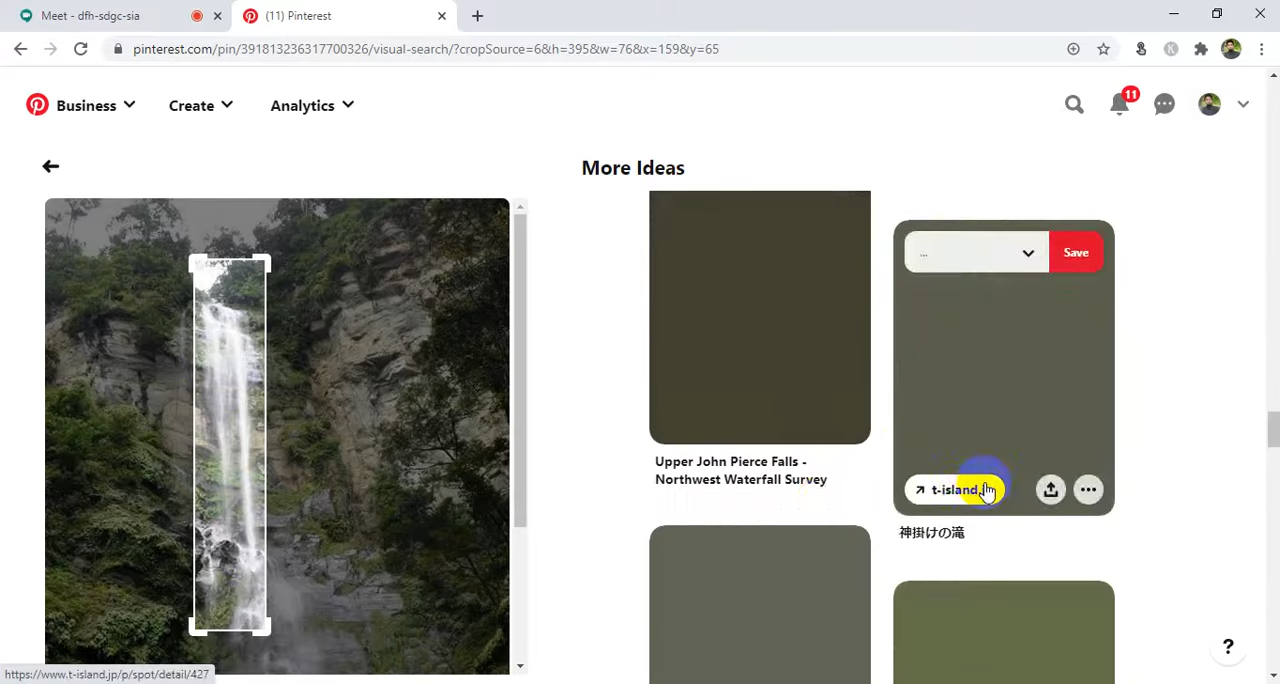 Meet - dfh-sdgc-sia
(11) Pinterest
pinterest.com/pin/391813236317700326/visual-search/?cropSource=6&h=395&w=76&x=159&y=65
K
Business
Create
Analytics
11
More Ideas
...
Save
t-island.
Upper John Pierce Falls -
Northwest Waterfall Survey
神掛けの滝
?
https://www.t-island.jp/p/spot/detail/427